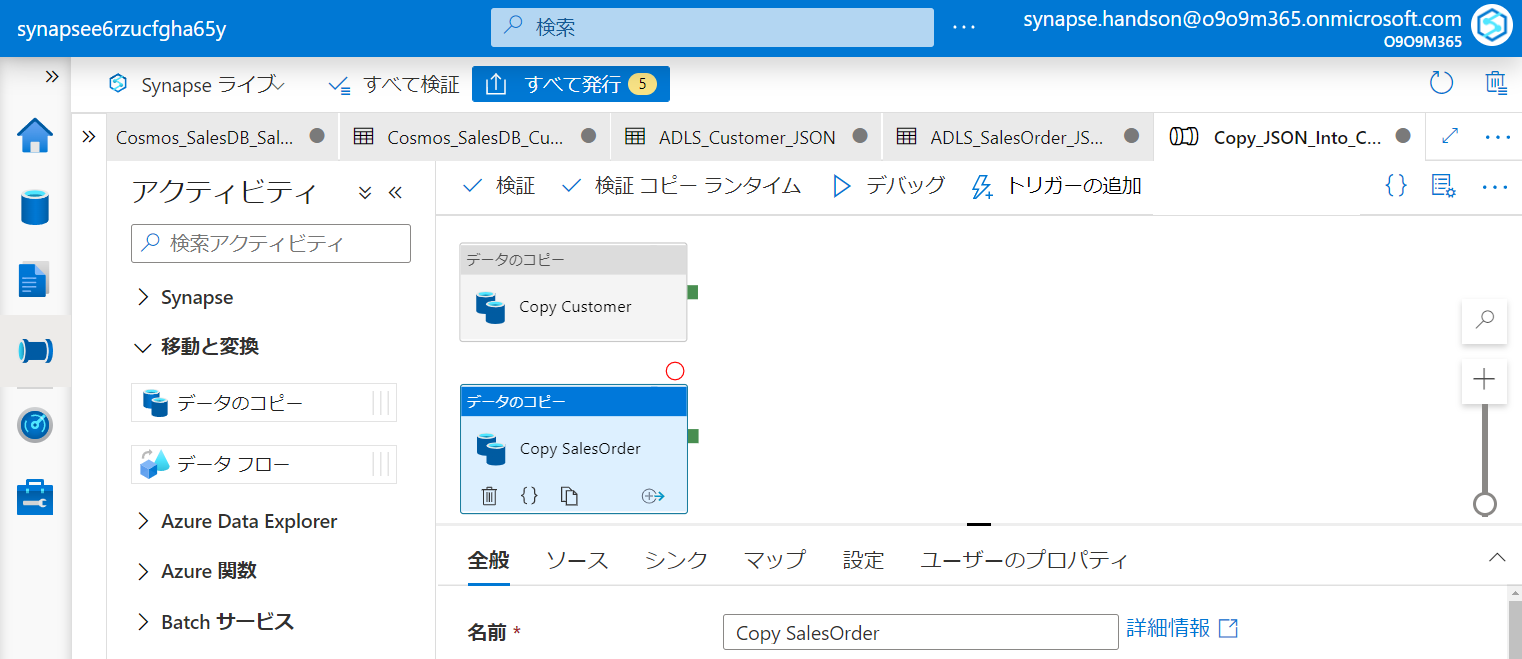 synapsee6rzucfgha65y
検索
synapse.handson@o9o9m365.onmicrosoft.com
O9O9M365
Synapse ライブ
すべて検証
すべて発行 5
Cosmos_SalesDB_Sal...
Cosmos_SalesDB_Cu...
ADLS_Customer_JSON
ADLS_SalesOrder_JS...
Copy_JSON_Into_C...
アクティビティ
検証
検証 コピー ランタイム
デバッグ
トリガーの追加
検索アクティビティ
Synapse
移動と変換
データのコピー
データ フロー
Azure Data Explorer
Azure 関数
Batch サービス
データのコピー
Copy Customer
データのコピー
Copy SalesOrder
全般
ソース
シンク
マップ
設定
ユーザーのプロパティ
名前 *
Copy SalesOrder
詳細情報